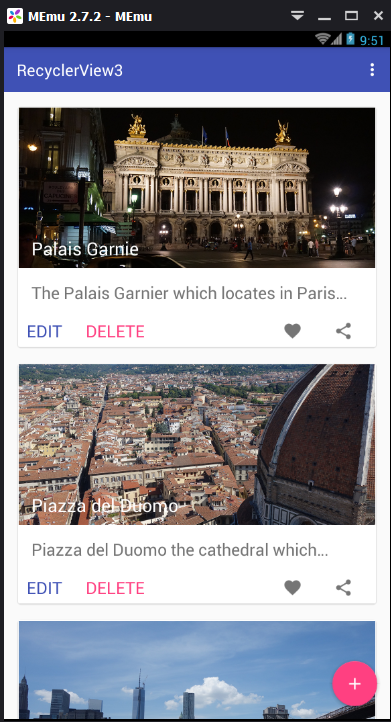 MEmu 2.7.2 - MEmu
9:51
RecyclerView3
Palais Garnie
The Palais Garnier which locates in Paris...
EDIT DELETE
Piazza del Duomo
Piazza del Duomo the cathedral which...
EDIT DELETE